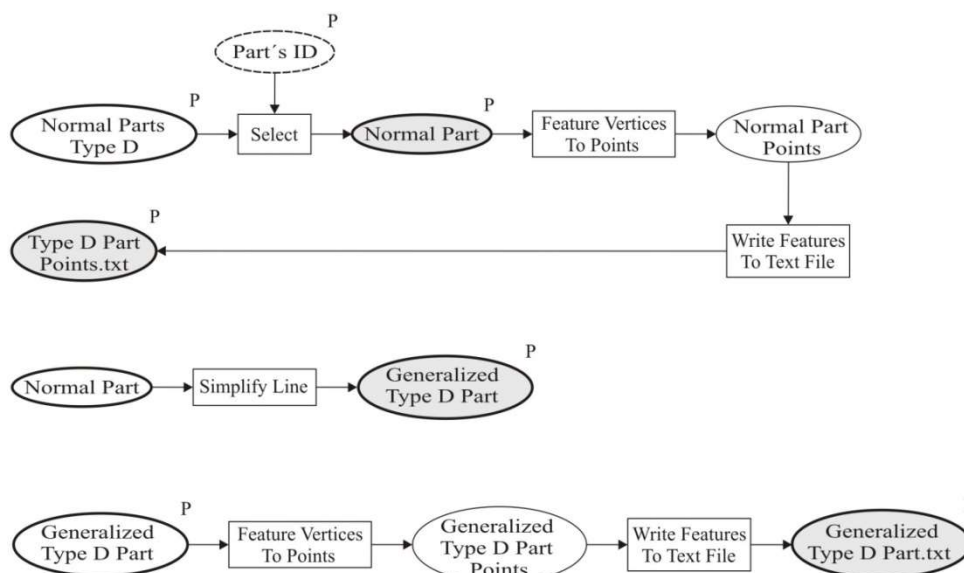 P
Part´s ID
P
P
Normal Parts
Type D
Select
Normal Part
Feature Vertices
To Points
Normal Part
Points
P
Type D Part
Points.txt
Write Features
To Text File
P
Normal Part
Simplify Line
Generalized
Type D Part
P
Generalized
Type D Part
Feature Vertices
To Points
Generalized
Type D Part
Points
Write Features
To Text File
Generalized
Type D Part.txt